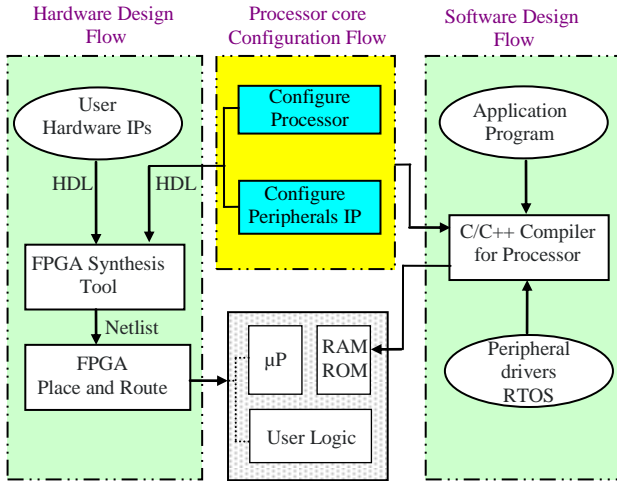 Hardware Design
Flow
Processor core
Configuration Flow
Software Design
Flow
User
Hardware IPs
HDL
HDL
FPGA Synthesis
Tool
Netlist
FPGA
Place and Route
Configure
Processor
Configure
Peripherals IP
µP
RAM
ROM
User Logic
Application
Program
C/C++ Compiler
for Processor
Peripheral
drivers
RTOS